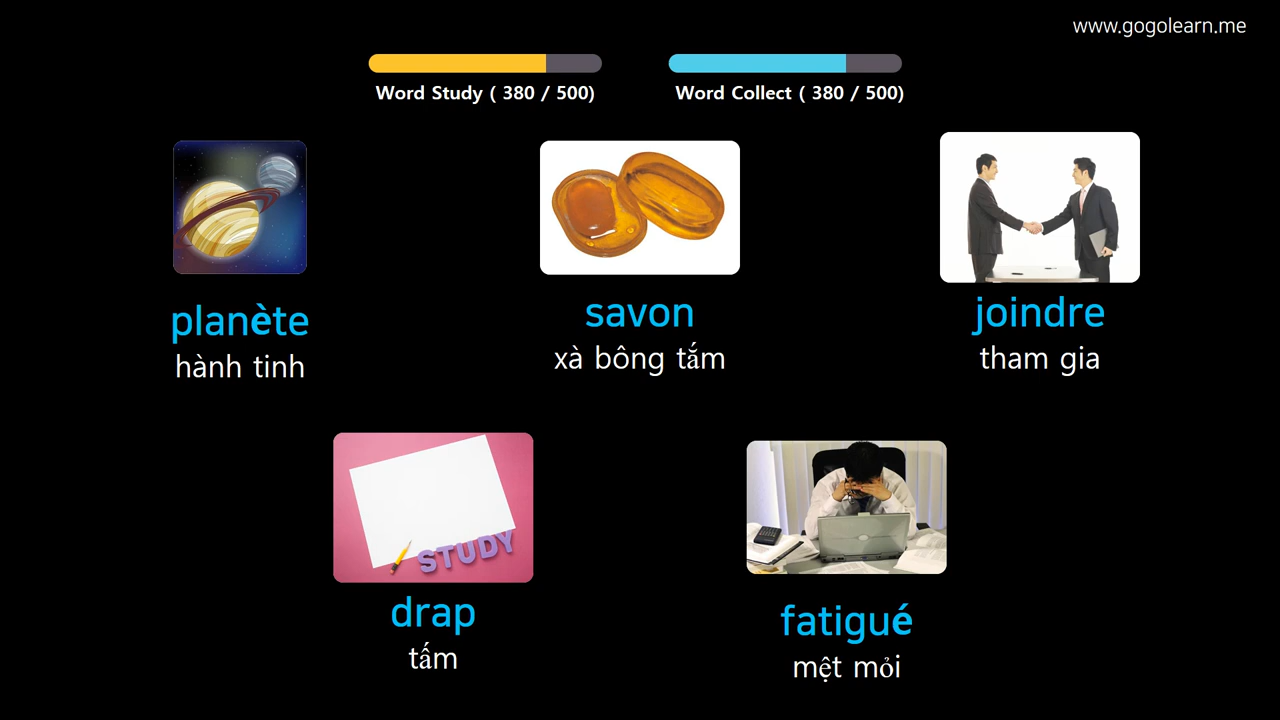 www.gogolearn.me
Word Study ( 380 / 500)
Word Collect ( 380 / 500)
planète
hành tinh
savon
xà bông tắm
joindre
tham gia
STUDY
drap
tấm
fatigué
mệt mỏi